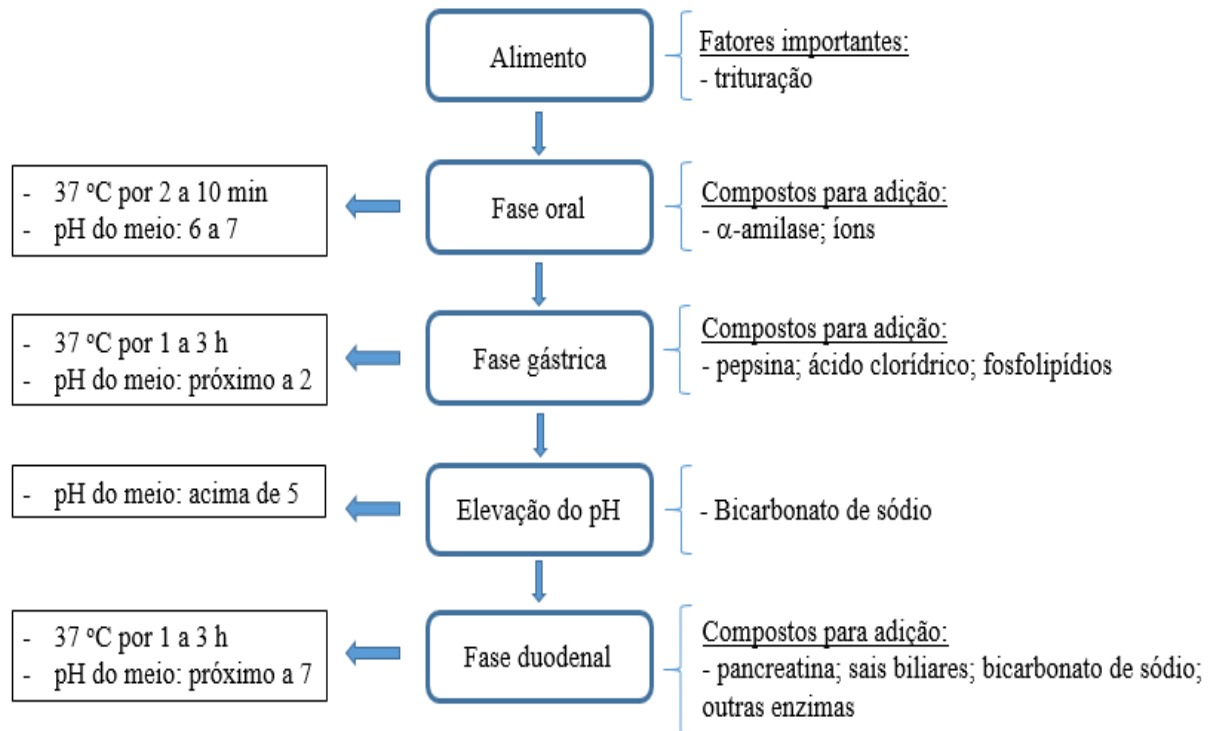 Alimento
Fatores importantes:
- trituração
- 37 ºC por 2 a 10 min
- pH do meio: 6 a 7
Fase oral
Compostos para adição:
- α-amilase; íons
- 37 ºC por 1 a 3 h
- pH do meio: próximo a 2
Fase gástrica
Compostos para adição:
- pepsina; ácido clorídrico; fosfolipídios
- pH do meio: acima de 5
Elevação do pH
- Bicarbonato de sódio
- 37 ºC por 1 a 3 h
- pH do meio: próximo a 7
Fase duodenal
Compostos para adição:
- pancreatina; sais biliares; bicarbonato de sódio;
outras enzimas